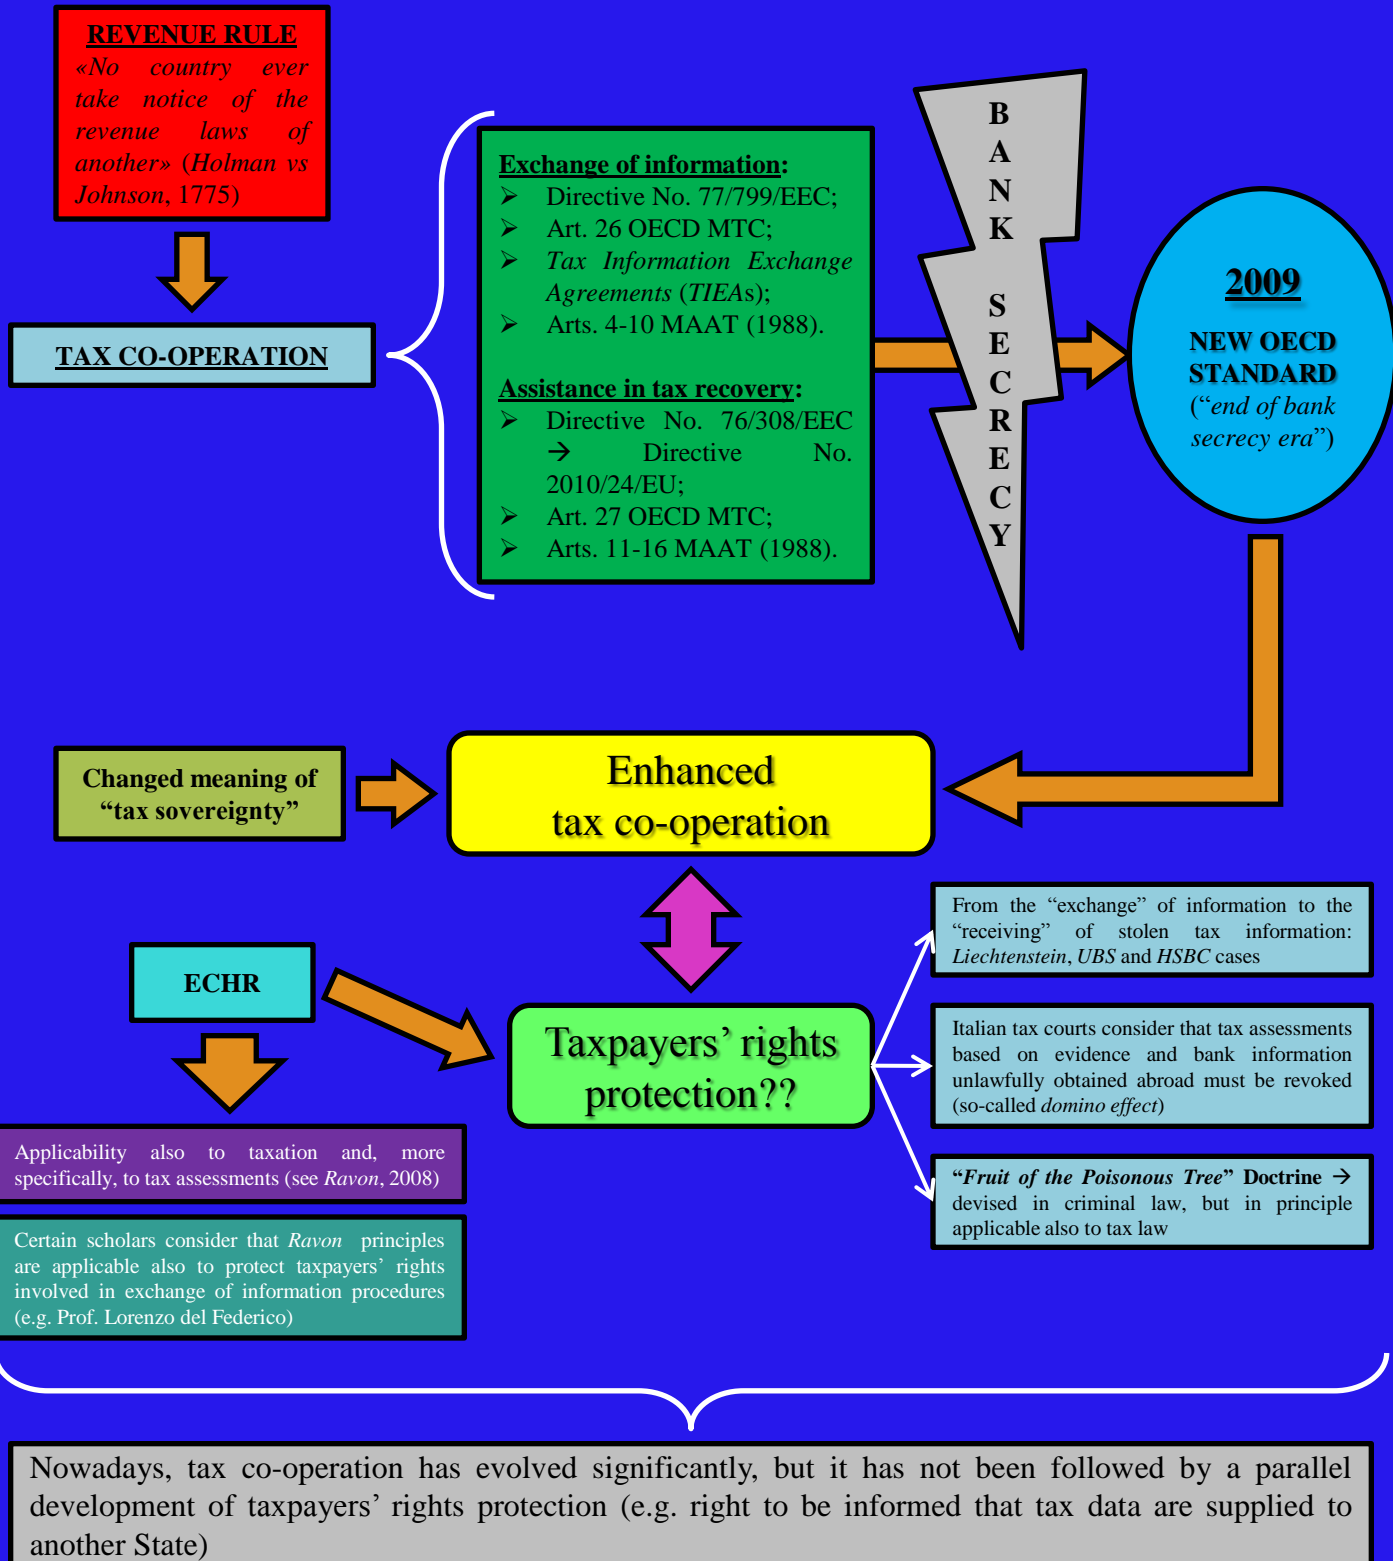 REVENUE RULE
«No country ever
take notice of the
revenue laws of
another» (Holman vs
Johnson, 1775)
TAX CO-OPERATION
Exchange of information:
➢ Directive No. 77/799/EEC;
➢ Art. 26 OECD MTC;
➢ Tax Information Exchange
Agreements (TIEAs);
➢ Arts. 4-10 MAAT (1988).
Assistance in tax recovery:
➢ Directive No. 76/308/EEC
→ Directive No.
2010/24/EU;
➢ Art. 27 OECD MTC;
➢ Arts. 11-16 MAAT (1988).
B
A
N
K
S
E
C
R
E
C
Y
2009
NEW OECD
STANDARD
(“end of bank
secrecy era”)
Changed meaning of
“tax sovereignty”
Enhanced
tax co-operation
ECHR
Taxpayers’ rights
protection??
From the “exchange” of information to the
“receiving” of stolen tax information:
Liechtenstein, UBS and HSBC cases
Italian tax courts consider that tax assessments
based on evidence and bank information
unlawfully obtained abroad must be revoked
(so-called domino effect)
“Fruit of the Poisonous Tree” Doctrine →
devised in criminal law, but in principle
applicable also to tax law
Applicability also to taxation and, more
specifically, to tax assessments (see Ravon, 2008)
Certain scholars consider that Ravon principles
are applicable also to protect taxpayers’ rights
involved in exchange of information procedures
(e.g. Prof. Lorenzo del Federico)
Nowadays, tax co-operation has evolved significantly, but it has not been followed by a parallel
development of taxpayers’ rights protection (e.g. right to be informed that tax data are supplied to
another State)